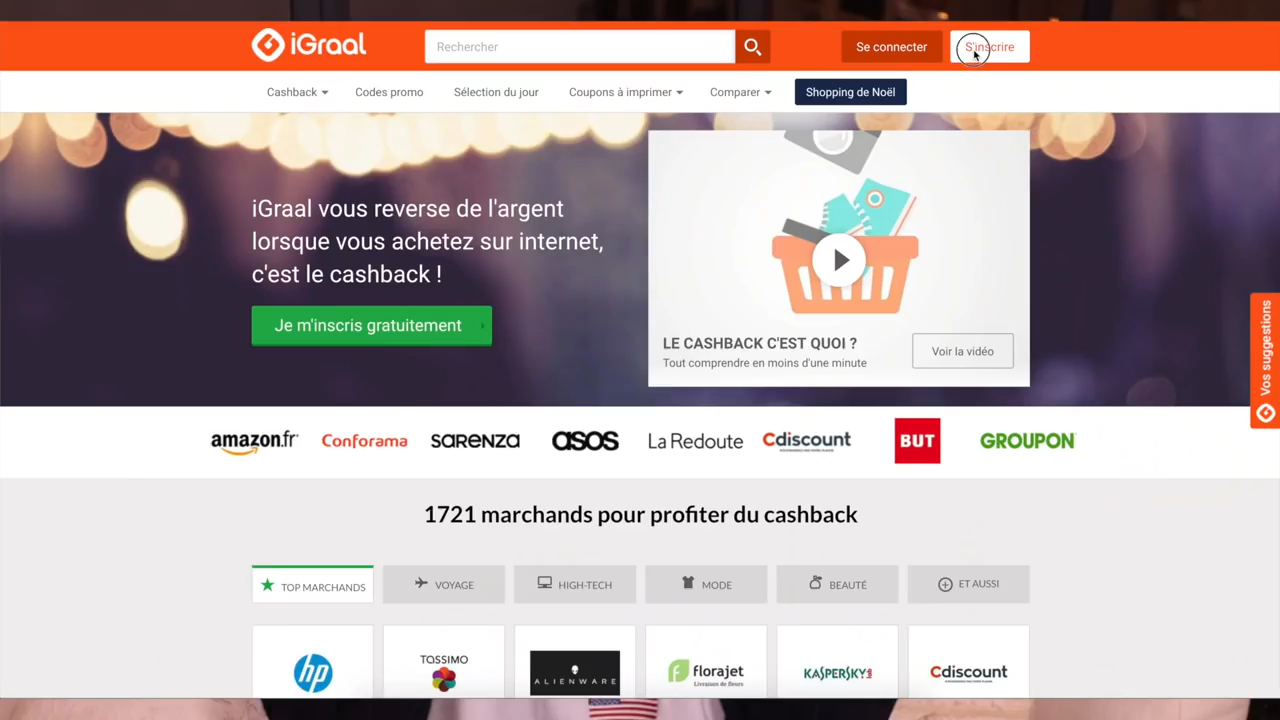 iGraal
Rechercher
Se connecter
S'inscrire
Cashback
Codes promo
Sélection du jour
Coupons à imprimer
Comparer
Shopping de Noël
iGraal vous reverse de l'argent
lorsque vous achetez sur internet,
c'est le cashback !
Je m'inscris gratuitement
LE CASHBACK C'EST QUOI ?
Tout comprendre en moins d'une minute
Voir la vidéo
Vos suggestions
amazon.fr
Conforama
SARENZA
asos
La Redoute
Cdiscount
BUT
GROUPON
1721 marchands pour profiter du cashback
TOP MARCHANDS
VOYAGE
HIGH-TECH
MODE
BEAUTÉ
ET AUSSI
hp
TASSIMO
ALIENWARE
florajet
Livraison de fleurs
KASPERSKY lab
Cdiscount